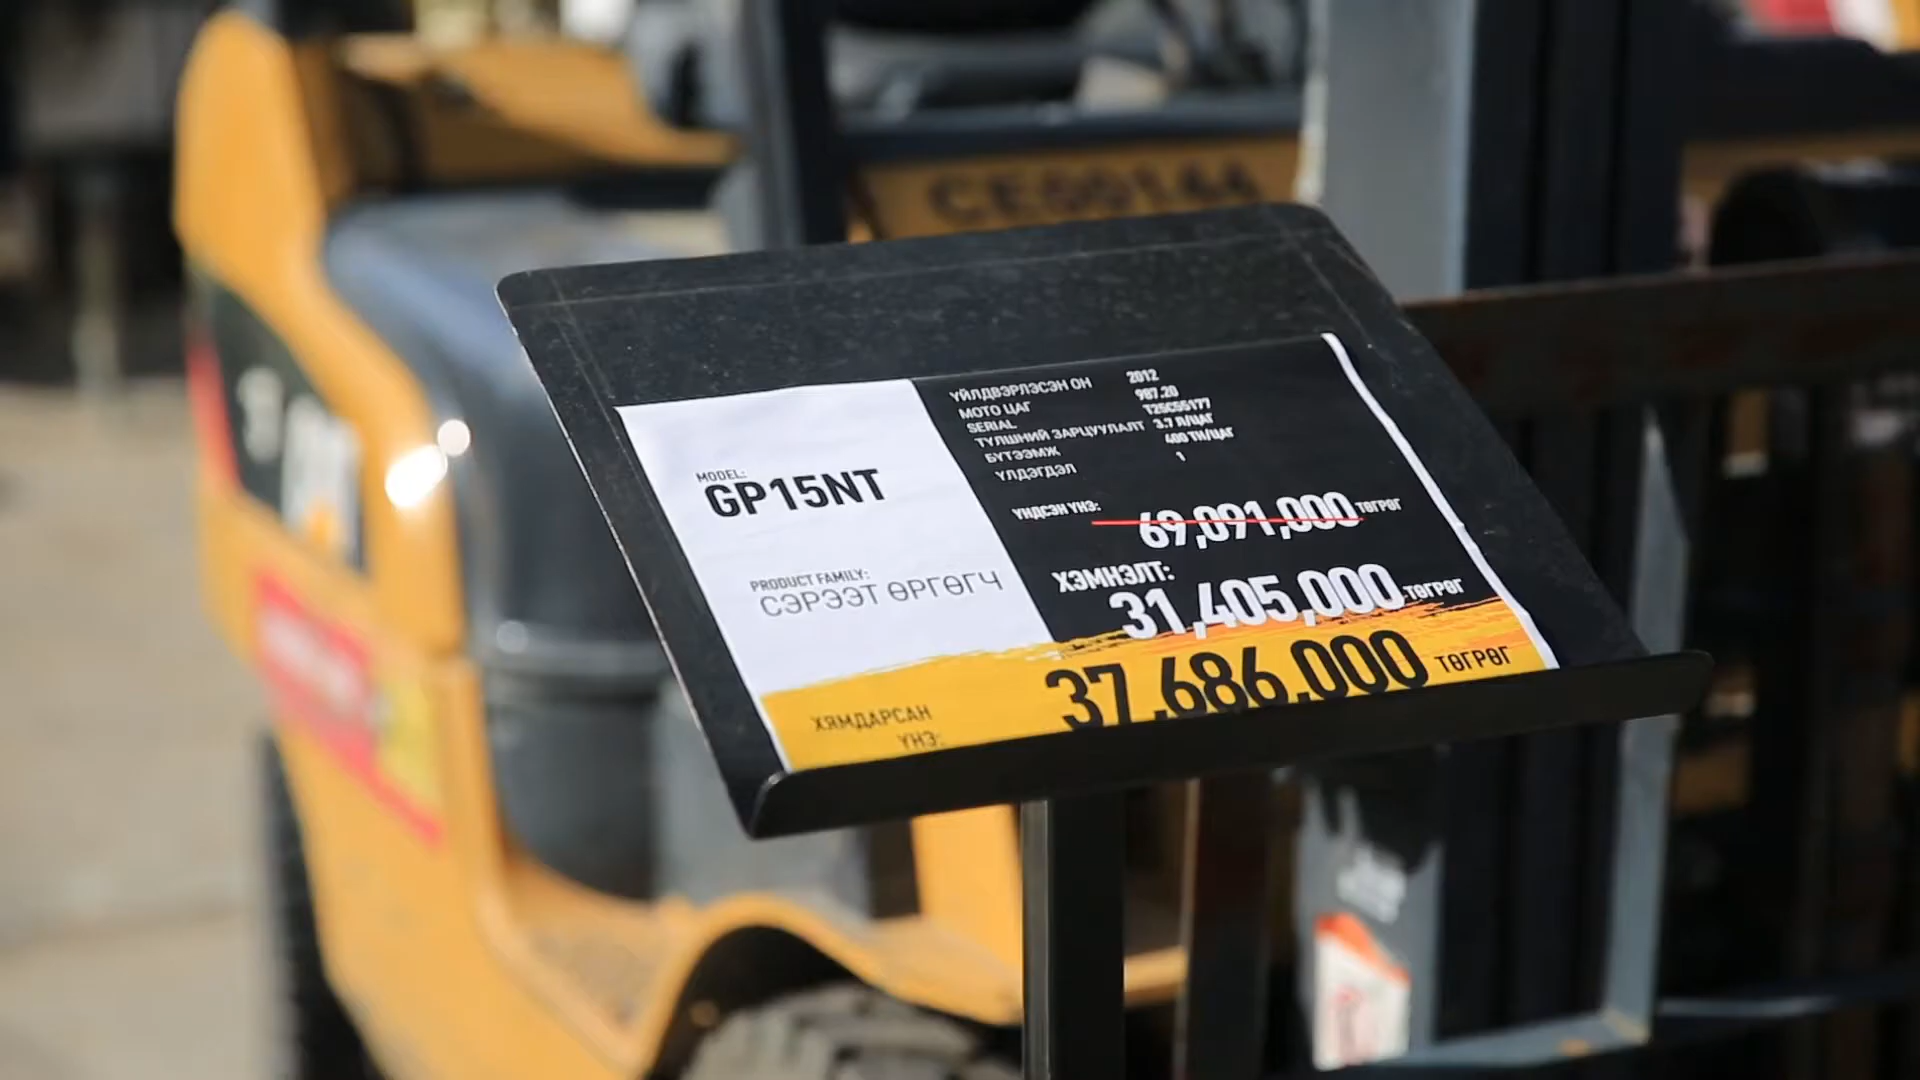 CE00144
MODEL:
GP15NT
PRODUCT FAMILY:
СЭРЭЭТ ӨРГӨГЧ
ҮЙЛДВЭРЛЭСЭН ОН 2012
МОТО ЦАГ 987.20
SERIAL T25C55177
ТҮЛШНИЙ ЗАРЦУУЛАЛТ 3.7 Л/ЦАГ
БҮТЭЭМЖ 400 ТН/ЦАГ
ҮЛДЭГДЭЛ 1
ҮНДСЭН ҮНЭ: 69,091,000 ТӨГРӨГ
ХЭМНЭЛТ:
31,405,000 ТӨГРӨГ
ХЯМДАРСАН
ҮНЭ:
37,686,000 ТӨГРӨГ